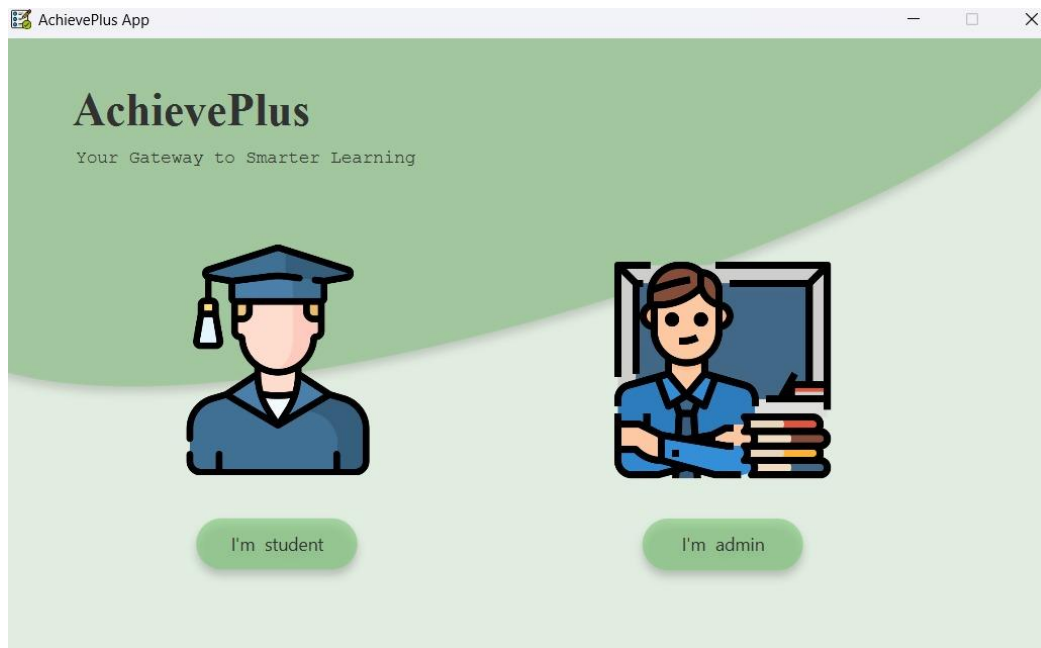 AchievePlus App
AchievePlus
Your Gateway to Smarter Learning
I'm student
I'm admin